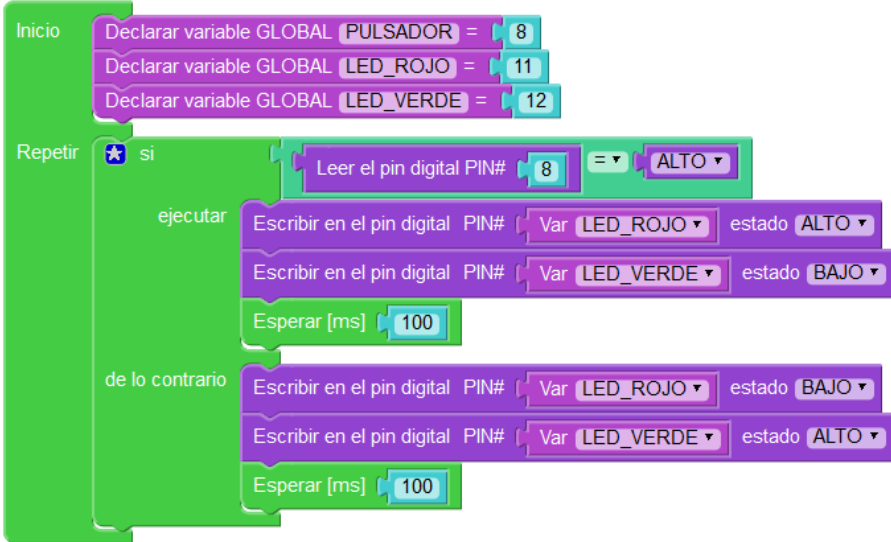 Inicio Declarar variable GLOBAL PULSADOR = 8
Declarar variable GLOBAL LED_ROJO = 11
Declarar variable GLOBAL LED_VERDE = 12
Repetir si Leer el pin digital PIN# 8 = ALTO
ejecutar Escribir en el pin digital PIN# Var LED_ROJO estado ALTO
Escribir en el pin digital PIN# Var LED_VERDE estado BAJO
Esperar [ms] 100
de lo contrario Escribir en el pin digital PIN# Var LED_ROJO estado BAJO
Escribir en el pin digital PIN# Var LED_VERDE estado ALTO
Esperar [ms] 100